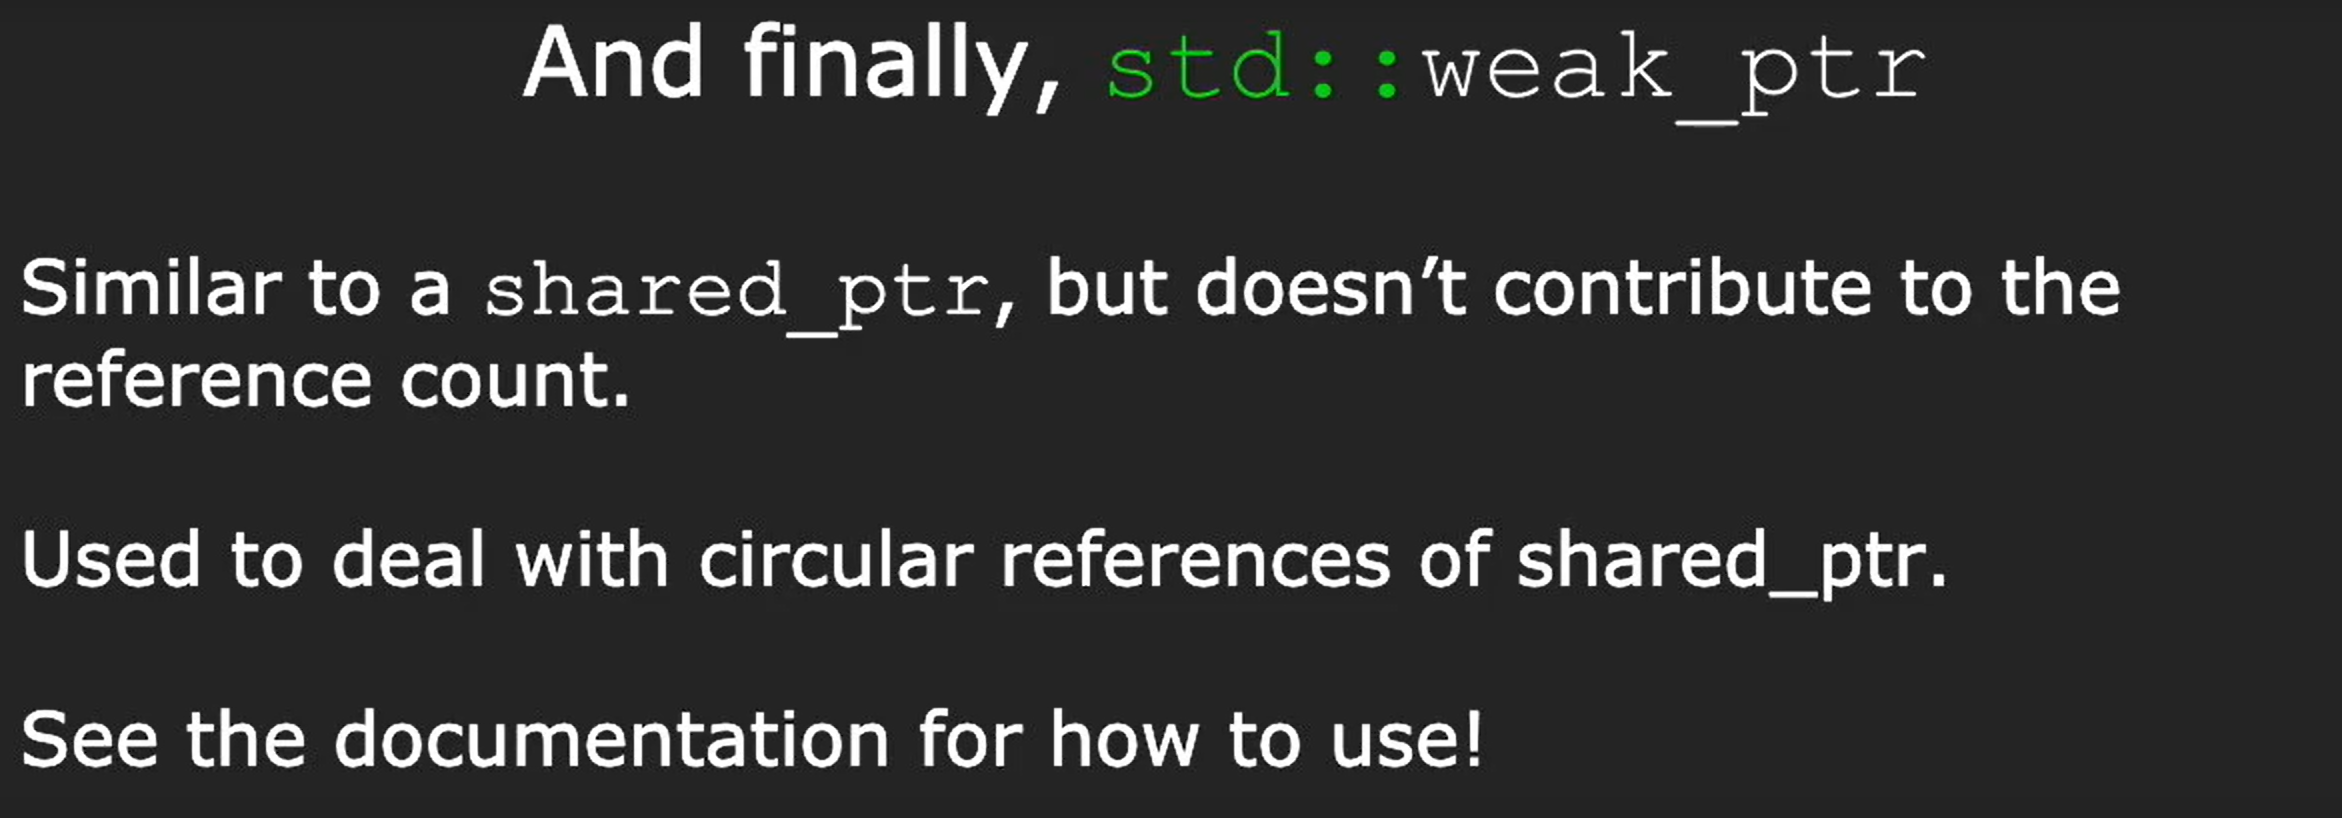 And finally, std::weak_ptr
Similar to a shared_ptr, but doesn’t contribute to the
reference count.
Used to deal with circular references of shared_ptr.
See the documentation for how to use!